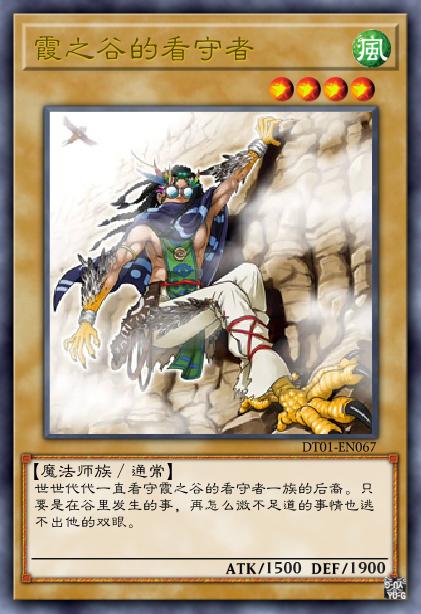 霞之谷的看守者
風
DT01-EN067
【魔法师族/通常】
世世代代一直看守霞之谷的看守者一族的后裔。只
要是在谷里发生的事，再怎么微不足道的事情也逃
不出他的双眼。
ATK/1500 DEF/1900